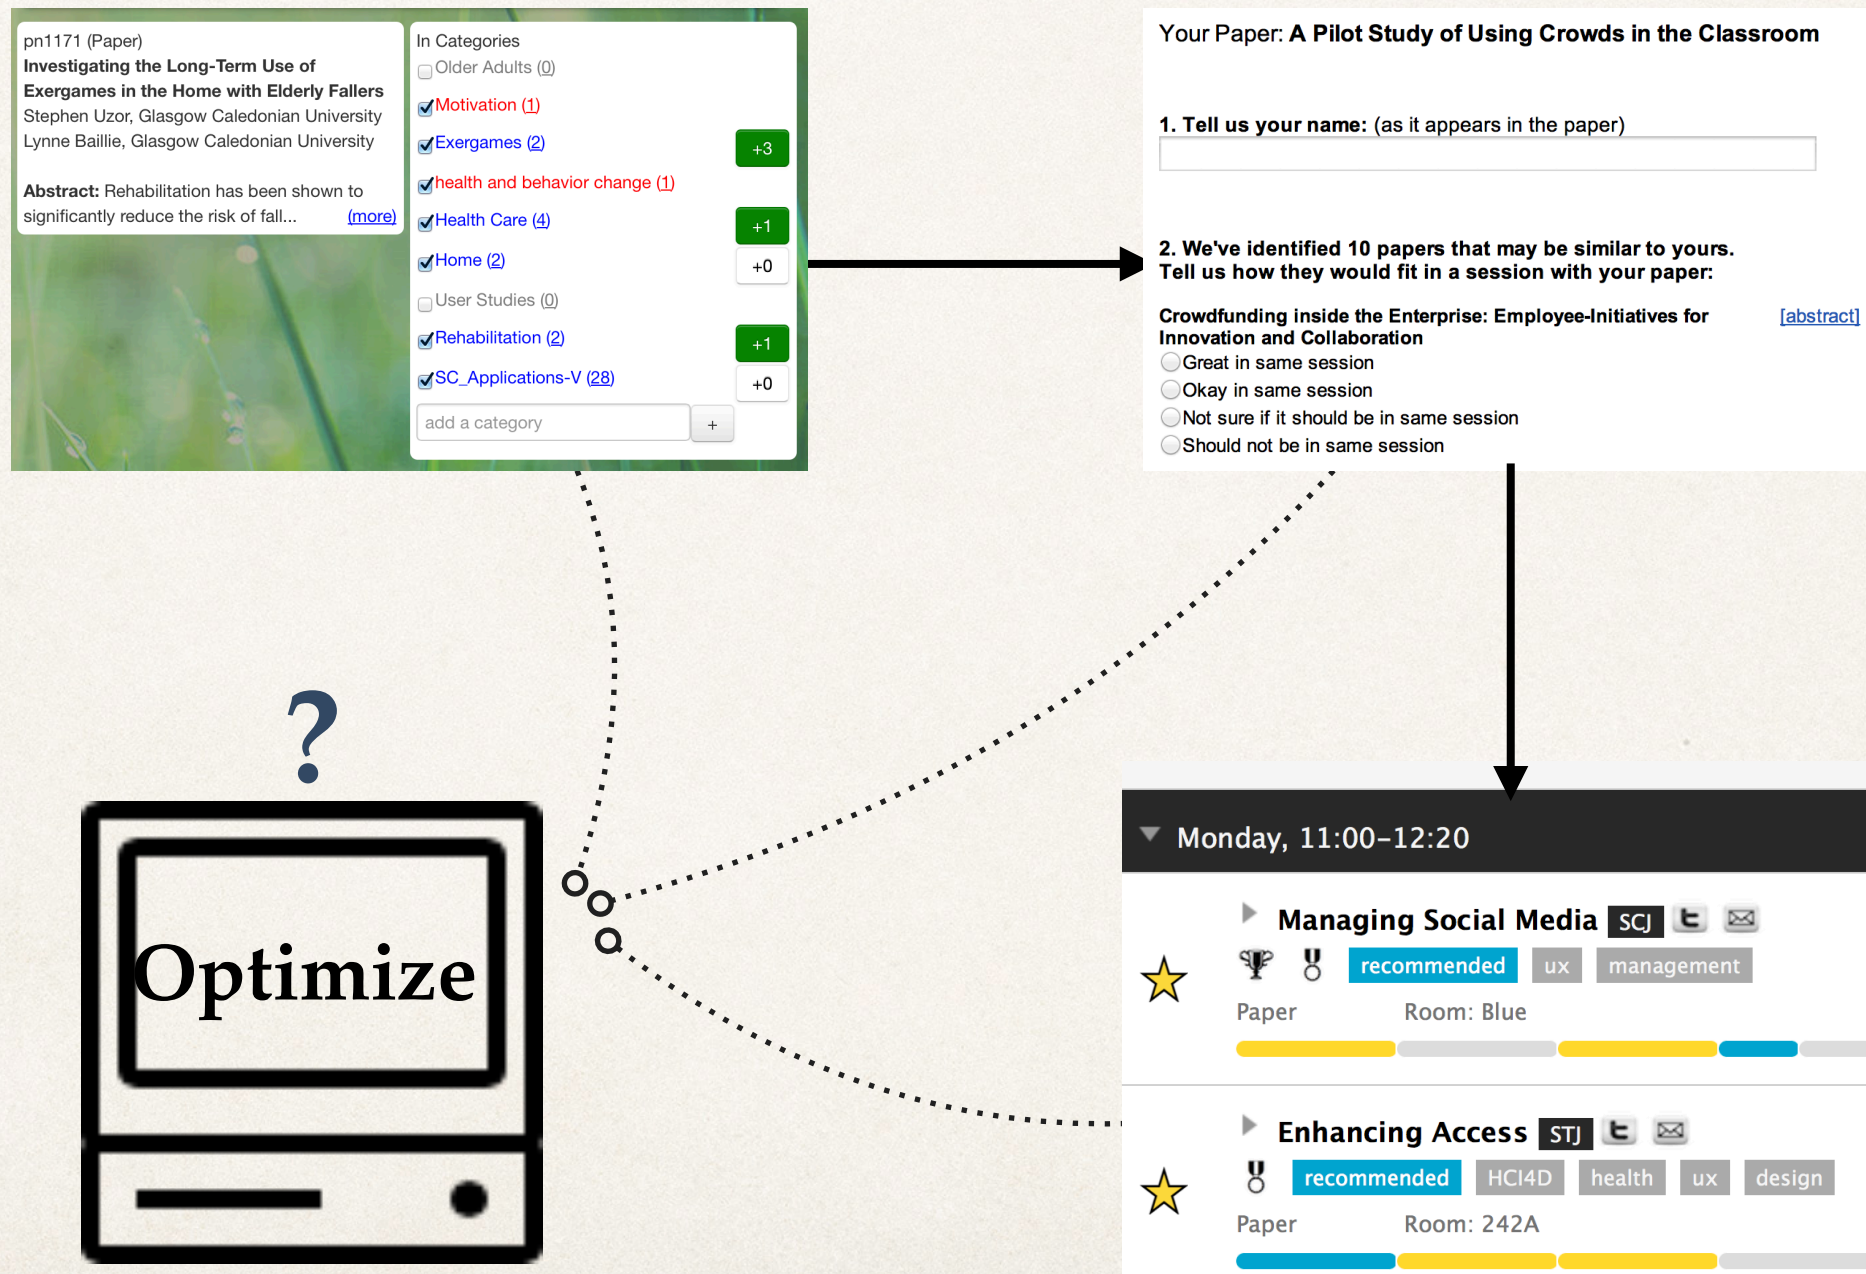 pn1171 (Paper)
Investigating the Long-Term Use of
Exergames in the Home with Elderly Fallers
Stephen Uzor, Glasgow Caledonian University
Lynne Baillie, Glasgow Caledonian University
Abstract: Rehabilitation has been shown to
significantly reduce the risk of fall... (more)
In Categories
Older Adults (0)
Motivation (1)
Exergames (2) +3
health and behavior change (1)
Health Care (4) +1
Home (2) +0
User Studies (0)
Rehabilitation (2) +1
SC_Applications-V (28) +0
add a category +
Your Paper: A Pilot Study of Using Crowds in the Classroom
1. Tell us your name: (as it appears in the paper)
2. We've identified 10 papers that may be similar to yours.
Tell us how they would fit in a session with your paper:
Crowdfunding inside the Enterprise: Employee-Initiatives for [abstract]
Innovation and Collaboration
Great in same session
Okay in same session
Not sure if it should be in same session
Should not be in same session
?
Optimize
Monday, 11:00-12:20
Managing Social Media SCJ t
recommended ux management
Paper Room: Blue
Enhancing Access STJ t
recommended HCI4D health ux design
Paper Room: 242A